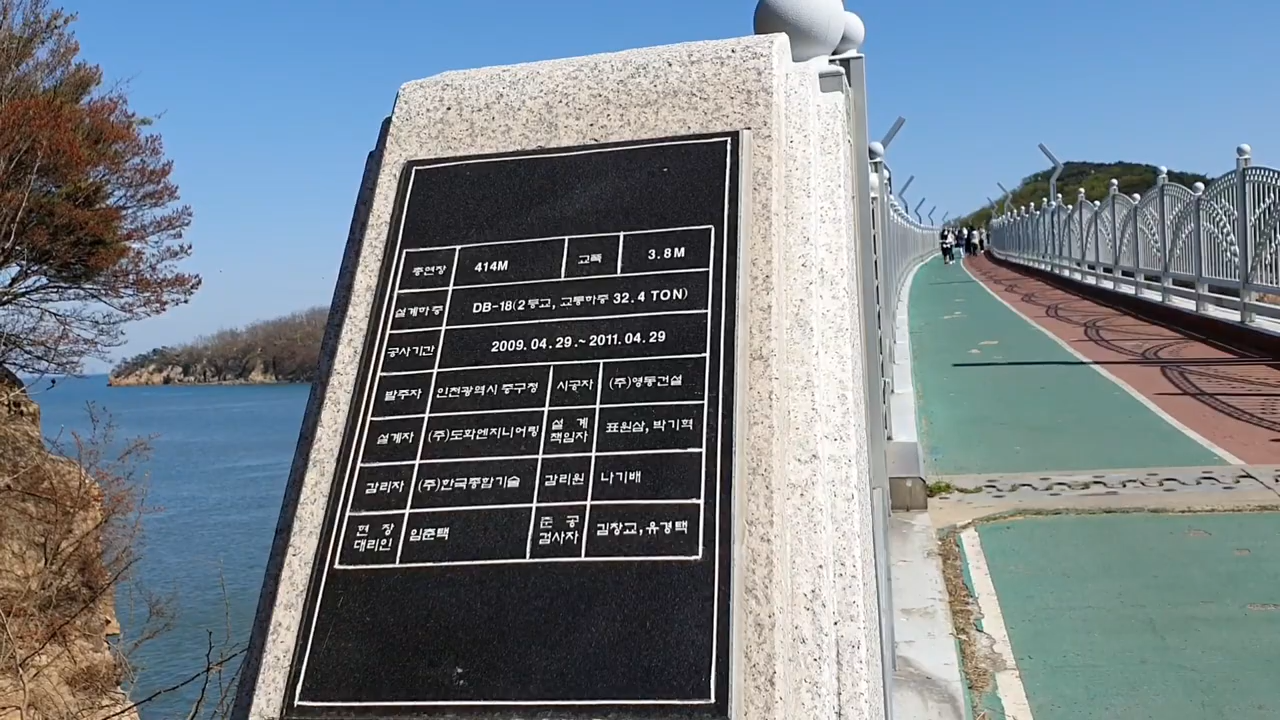 총연장 414M 교폭 3.8M
설계하중 DB-18(2등교, 교통하중 32.4 TON)
공사기간 2009.04.29.~2011.04.29
발주자 인천광역시 중구청 시공자 (주)영동건설
설계자 (주)도화엔지니어링 설계 책임자 표원삼, 박기혁
감리자 (주)한국종합기술 감리원 나기배
현장 대리인 임춘택 준공 검사자 김창교, 유경택